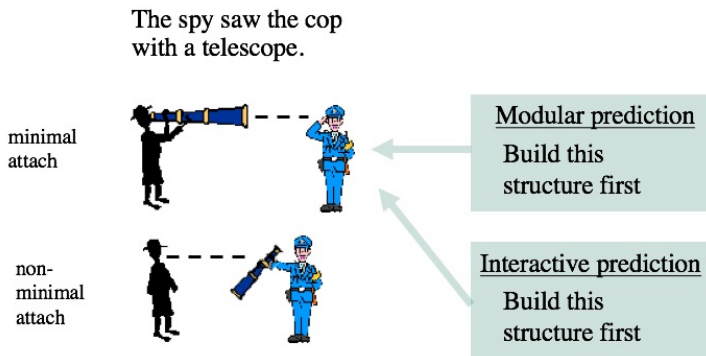 The spy saw the cop
with a telescope.
minimal
attach
Modular prediction
Build this
structure first
non-
minimal
attach
Interactive prediction
Build this
structure first